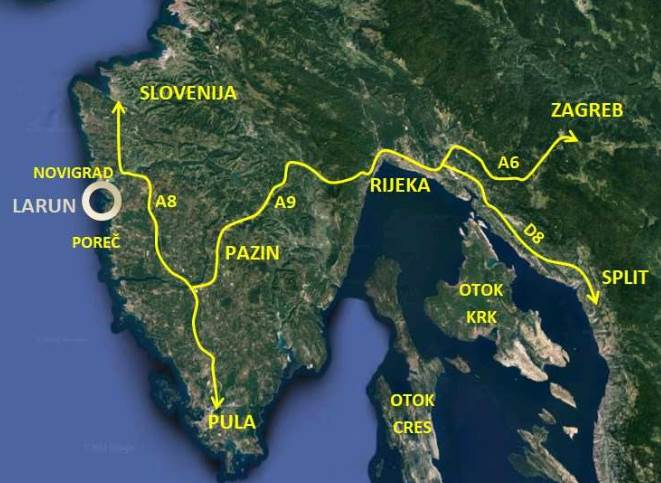 SLOVENIJA
ZAGREB
NOVIGRAD
A6
LARUN
A8
A9
RIJEKA
POREČ
PAZIN
D8
SPLIT
OTOK
KRK
OTOK
CRES
PULA